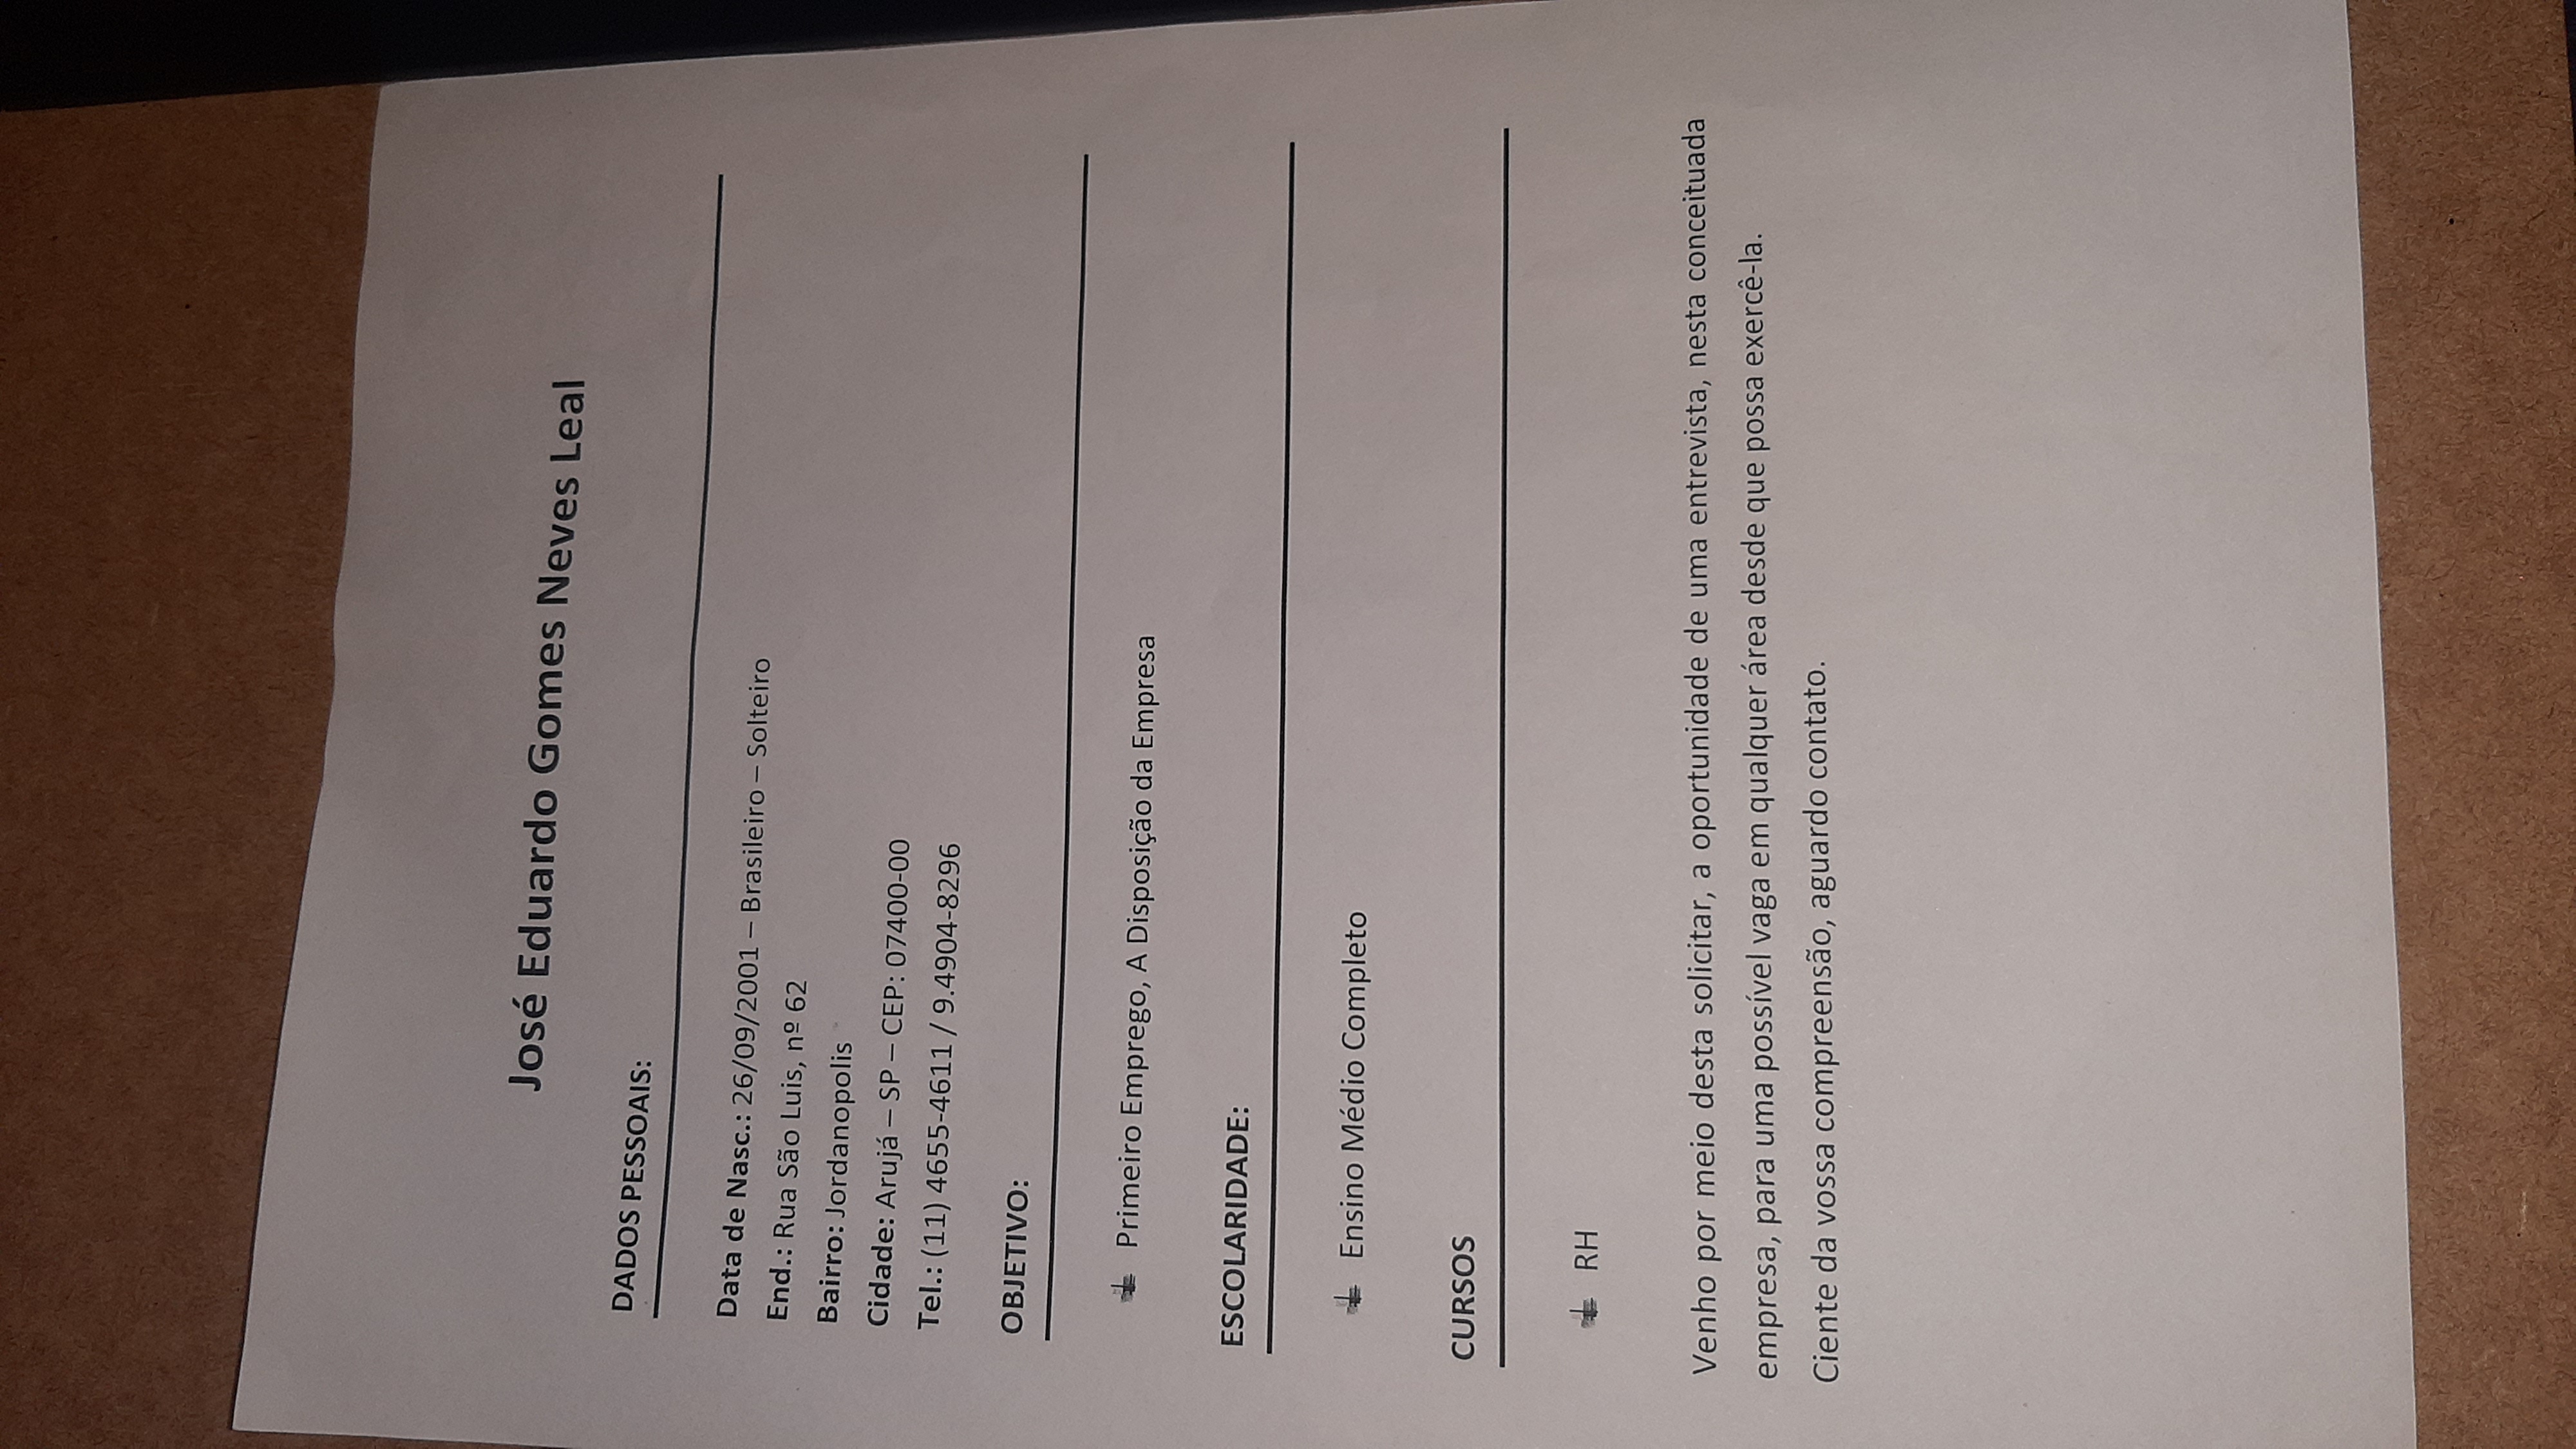 José Eduardo Gomes Neves Leal
DADOS PESSOAIS:
Data de Nasc.: 26/09/2001 – Brasileiro – Solteiro
End.: Rua São Luis, nº 62
Bairro: Jordanopolis
Cidade: Arujá – SP – CEP: 07400-00
Tel.: (11) 4655-4611 / 9.4904-8296
OBJETIVO:
Primeiro Emprego, A Disposição da Empresa
ESCOLARIDADE:
Ensino Médio Completo
CURSOS
RH
Venho por meio desta solicitar, a oportunidade de uma entrevista, nesta conceituada
empresa, para uma possível vaga em qualquer área desde que possa exercê-la.
Ciente da vossa compreensão, aguardo contato.